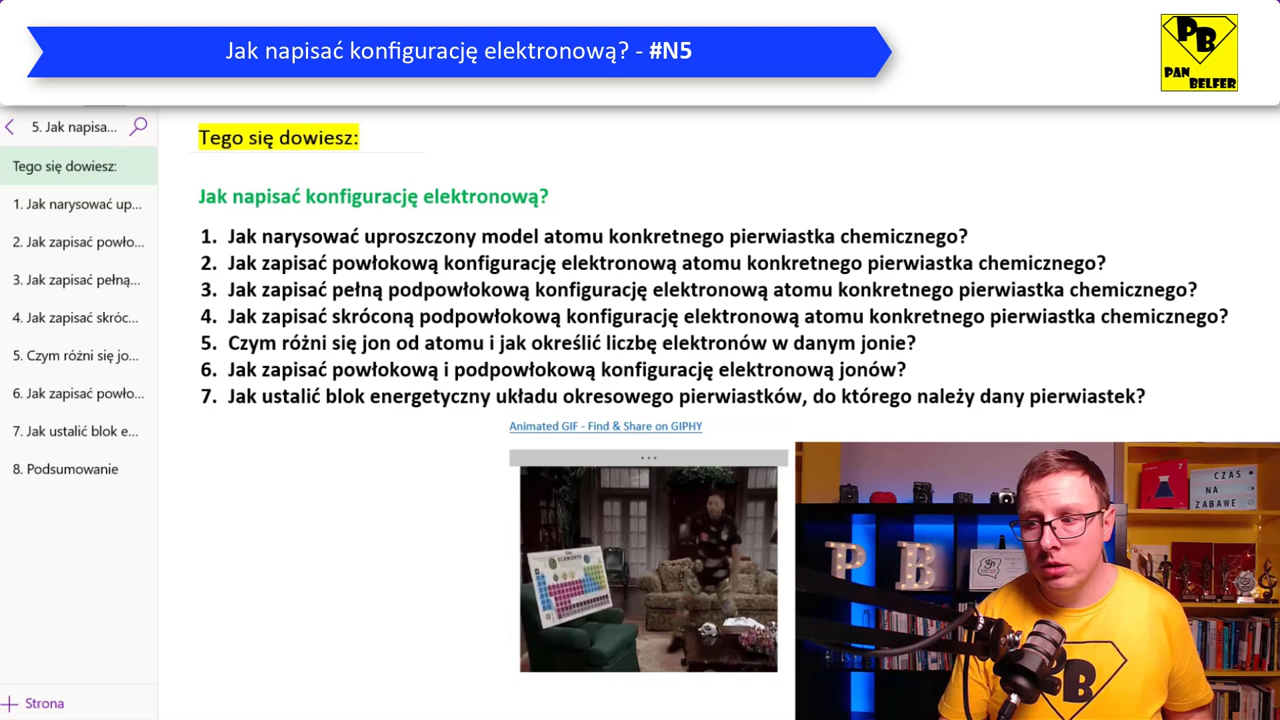 Jak napisać konfigurację elektronową? - #N5
PB
PAN
BELFER
5. Jak napisa...
Tego się dowiesz:
1. Jak narysować up...
2. Jak zapisać powło...
3. Jak zapisać pełną...
4. Jak zapisać skróc...
5. Czym różni się jo...
6. Jak zapisać powło...
7. Jak ustalić blok e...
8. Podsumowanie
Strona
Tego się dowiesz:
Jak napisać konfigurację elektronową?
1. Jak narysować uproszczony model atomu konkretnego pierwiastka chemicznego?
2. Jak zapisać powłokową konfigurację elektronową atomu konkretnego pierwiastka chemicznego?
3. Jak zapisać pełną podpowłokową konfigurację elektronową atomu konkretnego pierwiastka chemicznego?
4. Jak zapisać skróconą podpowłokową konfigurację elektronową atomu konkretnego pierwiastka chemicznego?
5. Czym różni się jon od atomu i jak określić liczbę elektronów w danym jonie?
6. Jak zapisać powłokową i podpowłokową konfigurację elektronową jonów?
7. Jak ustalić blok energetyczny układu okresowego pierwiastków, do którego należy dany pierwiastek?
Animated GIF - Find & Share on GIPHY
ELEMENTS
7
CZAS
NA
ZABAWE
P B
PB